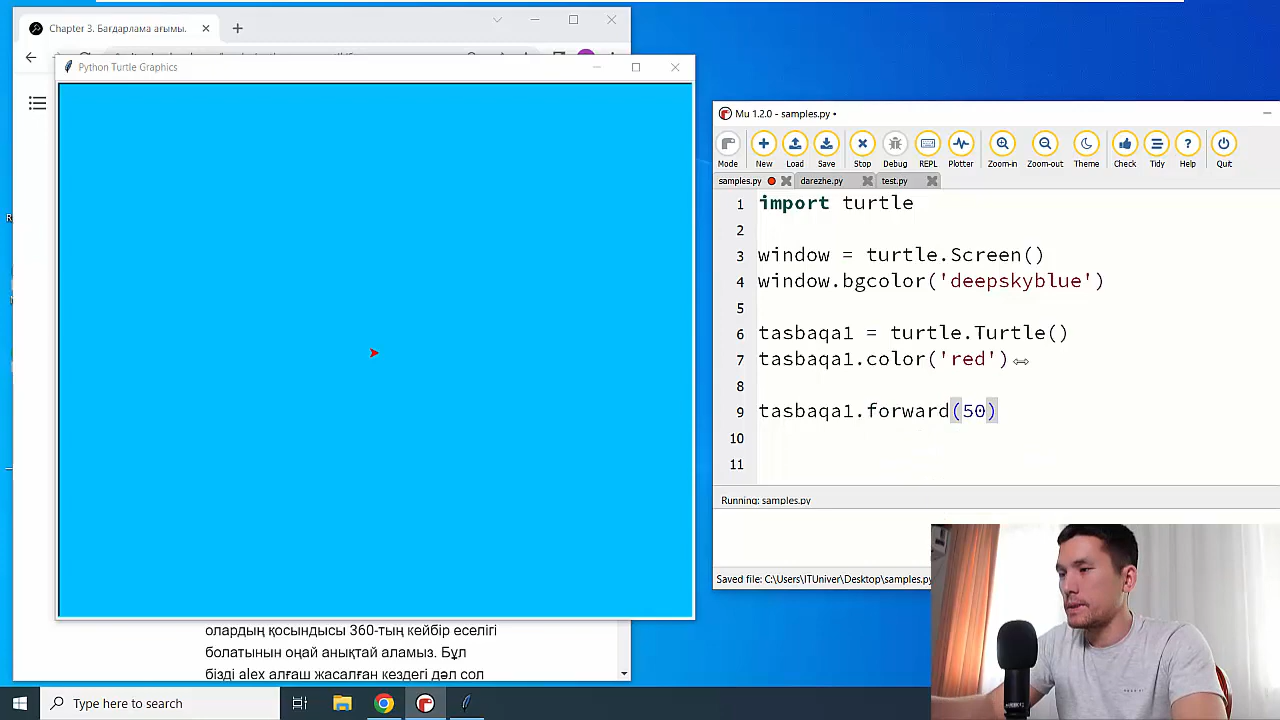 Chapter 3. Бағдарлама ағымы.
Python Turtle Graphics
олардың қосындысы 360-тың кейбір еселігі
болатынын оңай анықтай аламыз. Бұл
бізді alex алғаш жасалған кездегі дәл сол
Mu 1.2.0 - samples.py •
Mode New Load Save Stop Debug REPL Plotter Zoom-in Zoom-out Theme Check Tidy Help Quit
samples.py darezhe.py test.py
1 import turtle
2
3 window = turtle.Screen()
4 window.bgcolor('deepskyblue')
5
6 tasbaqa1 = turtle.Turtle()
7 tasbaqa1.color('red')
8
9 tasbaqa1.forward(50)
10
11
Running: samples.py
Saved file: C:\Users\ITUniver\Desktop\samples.py
Type here to search